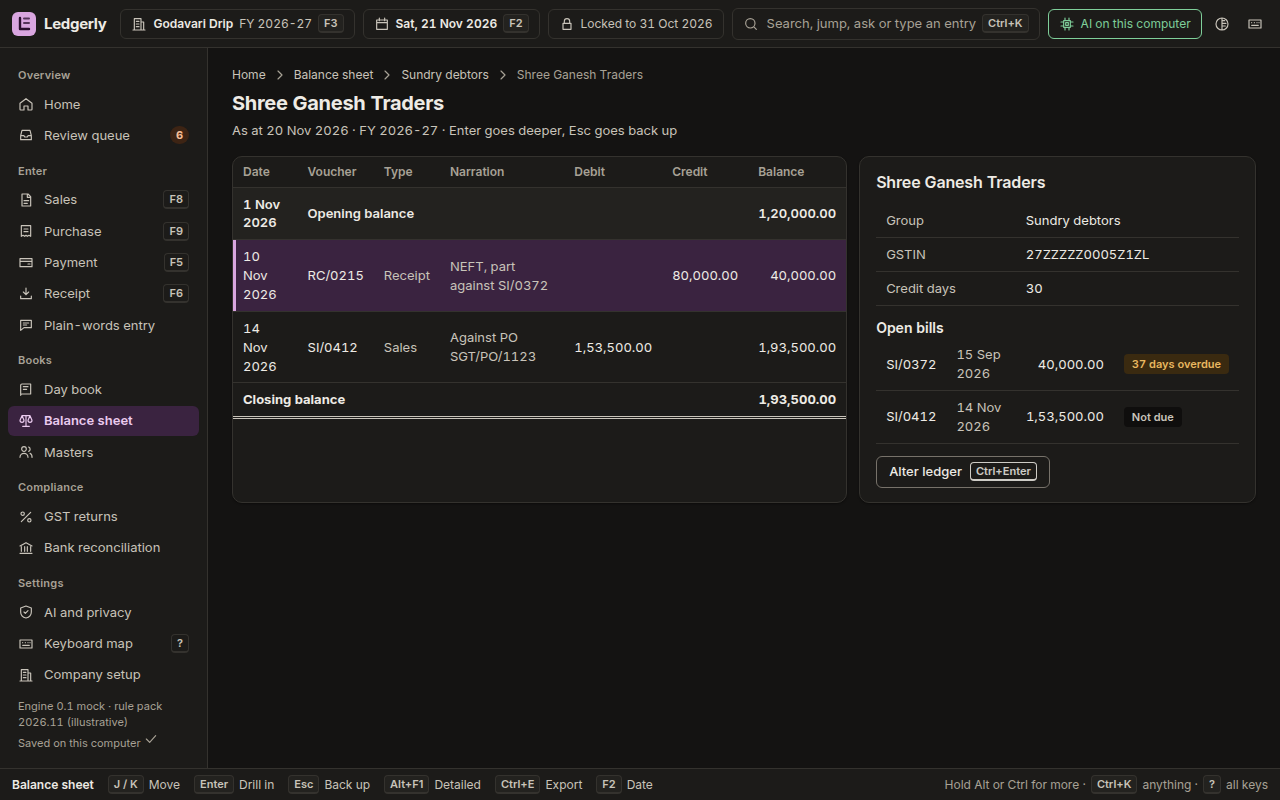 Ledgerly
Godavari Drip FY 2026-27 F3
Sat, 21 Nov 2026 F2
Locked to 31 Oct 2026
Search, jump, ask or type an entry Ctrl+K
AI on this computer
Overview
Home
Review queue 6
Enter
Sales F8
Purchase F9
Payment F5
Receipt F6
Plain-words entry
Books
Day book
Balance sheet
Masters
Compliance
GST returns
Bank reconciliation
Settings
AI and privacy
Keyboard map ?
Company setup
Engine 0.1 mock · rule pack
2026.11 (illustrative)
Saved on this computer
Home > Balance sheet > Sundry debtors > Shree Ganesh Traders
Shree Ganesh Traders
As at 20 Nov 2026 · FY 2026-27 · Enter goes deeper, Esc goes back up
Date Voucher Type Narration Debit Credit Balance
1 Nov
2026
Opening balance 1,20,000.00
10
Nov
2026
RC/0215 Receipt
NEFT, part
against SI/0372
80,000.00 40,000.00
14
Nov
2026
SI/0412 Sales
Against PO
SGT/PO/1123
1,53,500.00 1,93,500.00
Closing balance 1,93,500.00
Shree Ganesh Traders
Group Sundry debtors
GSTIN 27ZZZZZ0005Z1ZL
Credit days 30
Open bills
SI/0372
15 Sep
2026
40,000.00 37 days overdue
SI/0412
14 Nov
2026
1,53,500.00 Not due
Alter ledger Ctrl+Enter
Balance sheet J / K Move Enter Drill in Esc Back up Alt+F1 Detailed Ctrl+E Export F2 Date
Hold Alt or Ctrl for more · Ctrl+K anything · ? all keys